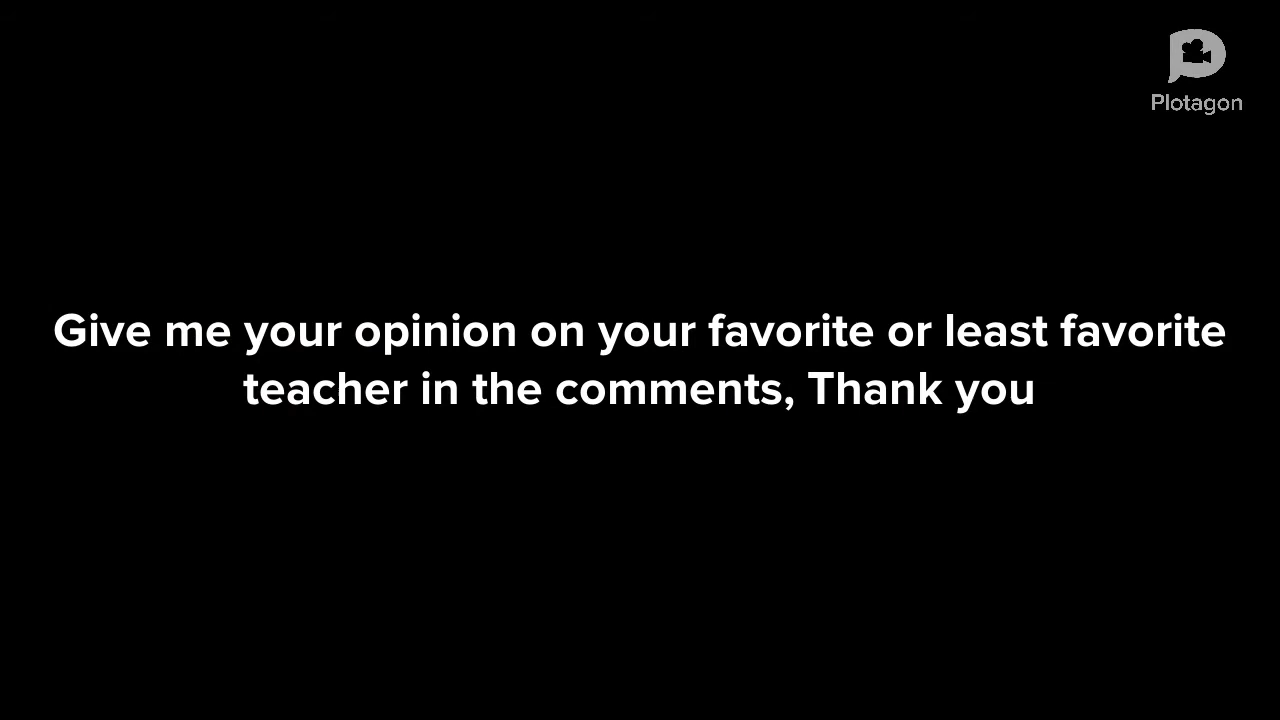 Plotagon
Give me your opinion on your favorite or least favorite
teacher in the comments, Thank you